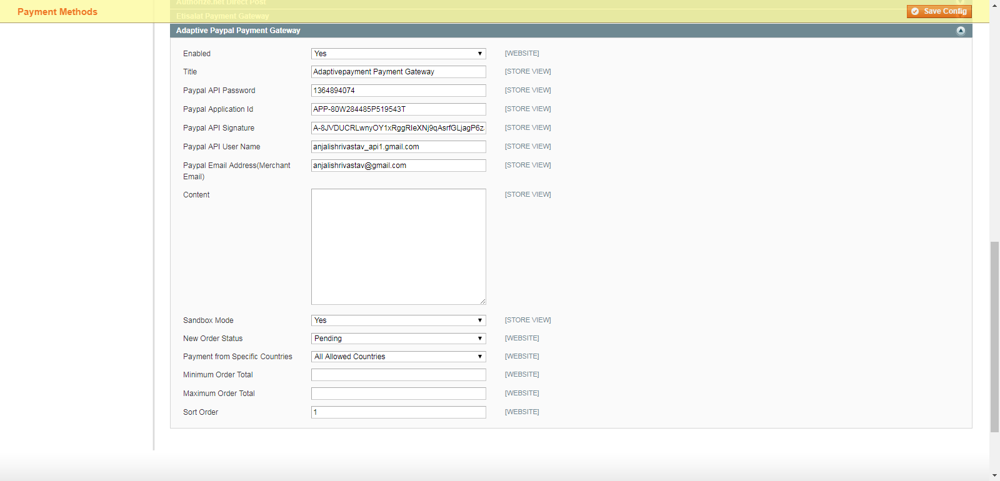 Authorize.net Direct Post
Payment Methods
Save Config
Etisalat Payment Gateway
Adaptive Paypal Payment Gateway
Enabled Yes [WEBSITE]
Title Adaptivepayment Payment Gateway [STORE VIEW]
Paypal API Password 1364894074 [STORE VIEW]
Paypal Application Id APP-80W284485P519543T [STORE VIEW]
Paypal API Signature A-8JVDUCRLwnyOY1xRggRIeXNj9qAsrfGLjagP6z [STORE VIEW]
Paypal API User Name anjalishrivastav_api1.gmail.com [STORE VIEW]
Paypal Email Address(Merchant Email) anjalishrivastav@gmail.com [STORE VIEW]
Content [STORE VIEW]
Sandbox Mode Yes [STORE VIEW]
New Order Status Pending [WEBSITE]
Payment from Specific Countries All Allowed Countries [WEBSITE]
Minimum Order Total [WEBSITE]
Maximum Order Total [WEBSITE]
Sort Order 1 [WEBSITE]